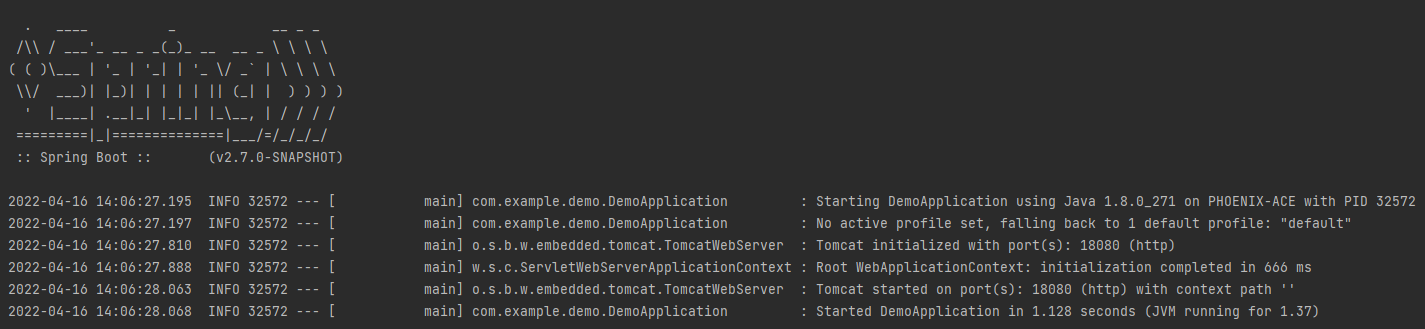 .   ____          _            __ _ _
 /\\ / ___'_ __ _ _(_)_ __  __ _ \ \ \ \
( ( )\___ | '_ | '_| | '_ \/ _` | \ \ \ \
 \\/  ___)| |_)| | | | | || (_| |  ) ) ) )
  '  |____| .__|_| |_|_| |_\__, | / / / /
 =========|_|==============|___/=/_/_/_/
 :: Spring Boot ::       (v2.7.0-SNAPSHOT)
2022-04-16 14:06:27.195  INFO 32572 --- [           main] com.example.demo.DemoApplication         : Starting DemoApplication using Java 1.8.0_271 on PHOENIX-ACE with PID 32572
2022-04-16 14:06:27.197  INFO 32572 --- [           main] com.example.demo.DemoApplication         : No active profile set, falling back to 1 default profile: "default"
2022-04-16 14:06:27.810  INFO 32572 --- [           main] o.s.b.w.embedded.tomcat.TomcatWebServer  : Tomcat initialized with port(s): 18080 (http)
2022-04-16 14:06:27.888  INFO 32572 --- [           main] w.s.c.ServletWebServerApplicationContext : Root WebApplicationContext: initialization completed in 666 ms
2022-04-16 14:06:28.063  INFO 32572 --- [           main] o.s.b.w.embedded.tomcat.TomcatWebServer  : Tomcat started on port(s): 18080 (http) with context path ''
2022-04-16 14:06:28.068  INFO 32572 --- [           main] com.example.demo.DemoApplication         : Started DemoApplication in 1.128 seconds (JVM running for 1.37)